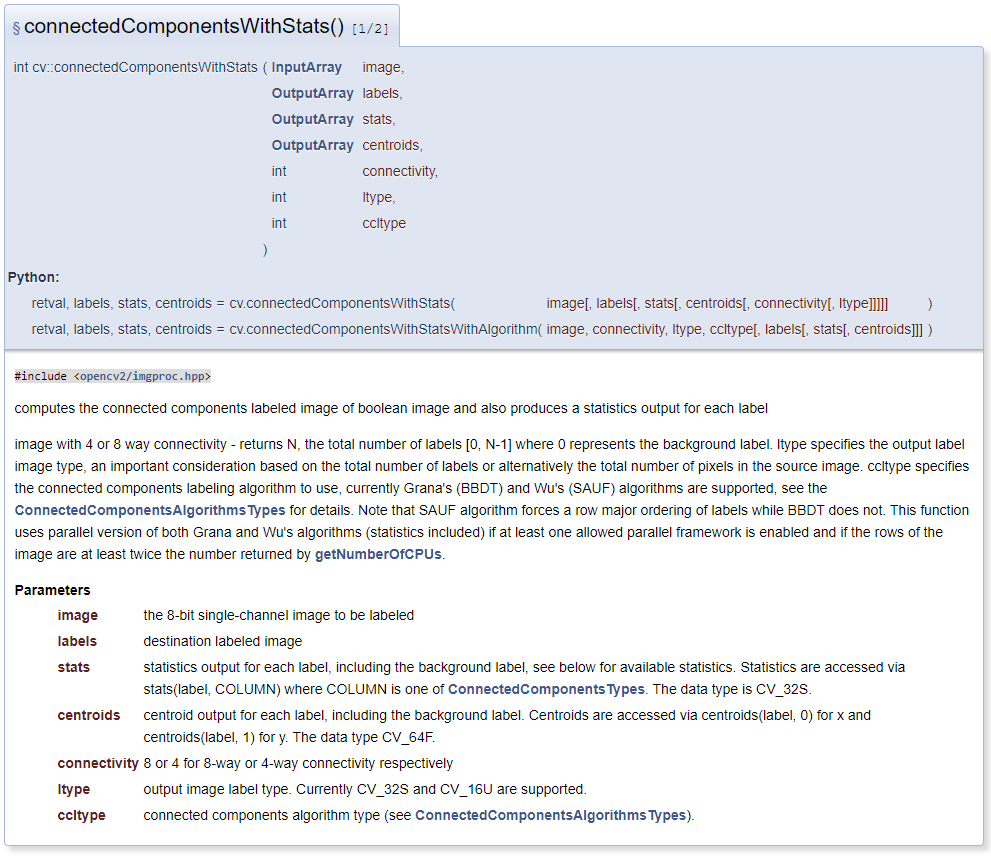 § connectedComponentsWithStats() [1/2]
int cv::connectedComponentsWithStats ( InputArray image,
OutputArray labels,
OutputArray stats,
OutputArray centroids,
int connectivity,
int ltype,
int ccltype
)
Python:
retval, labels, stats, centroids = cv.connectedComponentsWithStats( image[, labels[, stats[, centroids[, connectivity[, ltype]]]]] )
retval, labels, stats, centroids = cv.connectedComponentsWithStatsWithAlgorithm( image, connectivity, ltype, ccltype[, labels[, stats[, centroids]]] )
#include <opencv2/imgproc.hpp>
computes the connected components labeled image of boolean image and also produces a statistics output for each label
image with 4 or 8 way connectivity - returns N, the total number of labels [0, N-1] where 0 represents the background label. ltype specifies the output label
image type, an important consideration based on the total number of labels or alternatively the total number of pixels in the source image. ccltype specifies
the connected components labeling algorithm to use, currently Grana's (BBDT) and Wu's (SAUF) algorithms are supported, see the
ConnectedComponentsAlgorithmsTypes for details. Note that SAUF algorithm forces a row major ordering of labels while BBDT does not. This function
uses parallel version of both Grana and Wu's algorithms (statistics included) if at least one allowed parallel framework is enabled and if the rows of the
image are at least twice the number returned by getNumberOfCPUs.
Parameters
image the 8-bit single-channel image to be labeled
labels destination labeled image
stats statistics output for each label, including the background label, see below for available statistics. Statistics are accessed via
stats(label, COLUMN) where COLUMN is one of ConnectedComponentsTypes. The data type is CV_32S.
centroids centroid output for each label, including the background label. Centroids are accessed via centroids(label, 0) for x and
centroids(label, 1) for y. The data type CV_64F.
connectivity 8 or 4 for 8-way or 4-way connectivity respectively
ltype output image label type. Currently CV_32S and CV_16U are supported.
ccltype connected components algorithm type (see ConnectedComponentsAlgorithmsTypes).